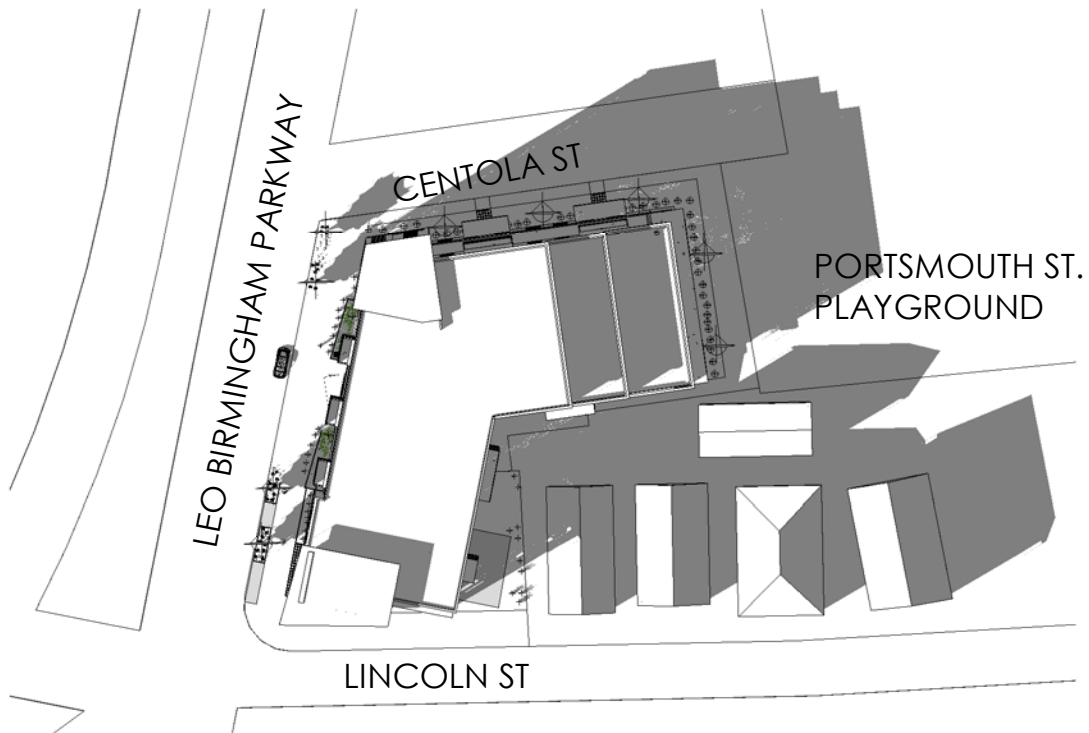 LEO BIRMINGHAM PARKWAY
CENTOLA ST
PORTSMOUTH ST.
PLAYGROUND
LINCOLN ST